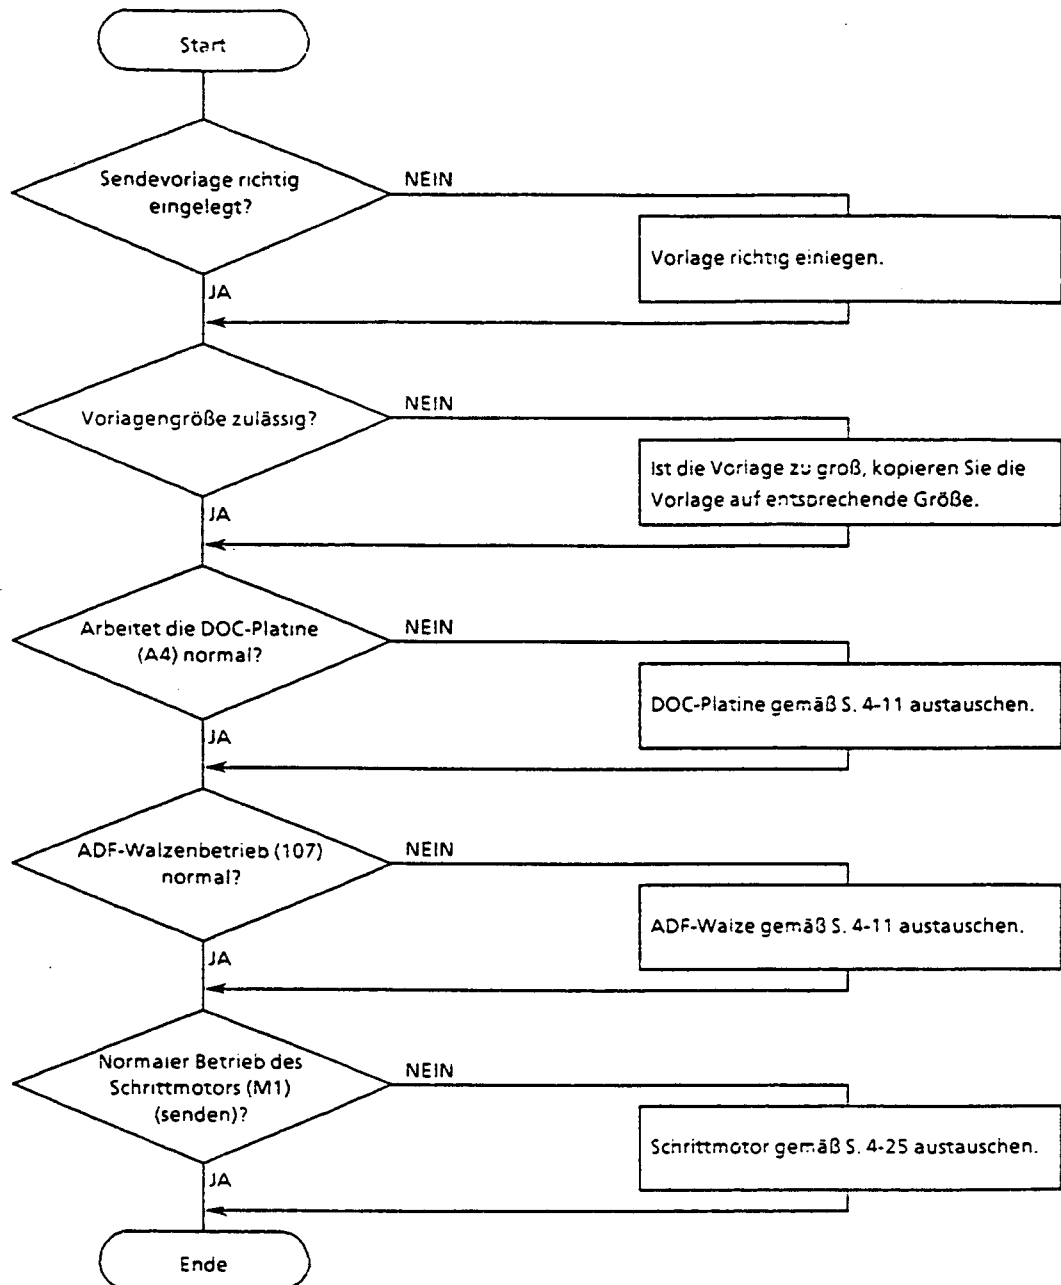 Start
Sendevorlage richtig
eingelegt?
NEIN
Vorlage richtig einlegen.
JA
Vorlagengröße zulässig?
NEIN
Ist die Vorlage zu groß, kopieren Sie die
Vorlage auf entsprechende Größe.
JA
Arbeitet die DOC-Platine
(A4) normal?
NEIN
DOC-Platine gemäß S. 4-11 austauschen.
JA
ADF-Walzenbetrieb (107)
normal?
NEIN
ADF-Walze gemäß S. 4-11 austauschen.
JA
Normaler Betrieb des
Schrittmotors (M1)
(senden)?
NEIN
Schrittmotor gemäß S. 4-25 austauschen.
JA
Ende